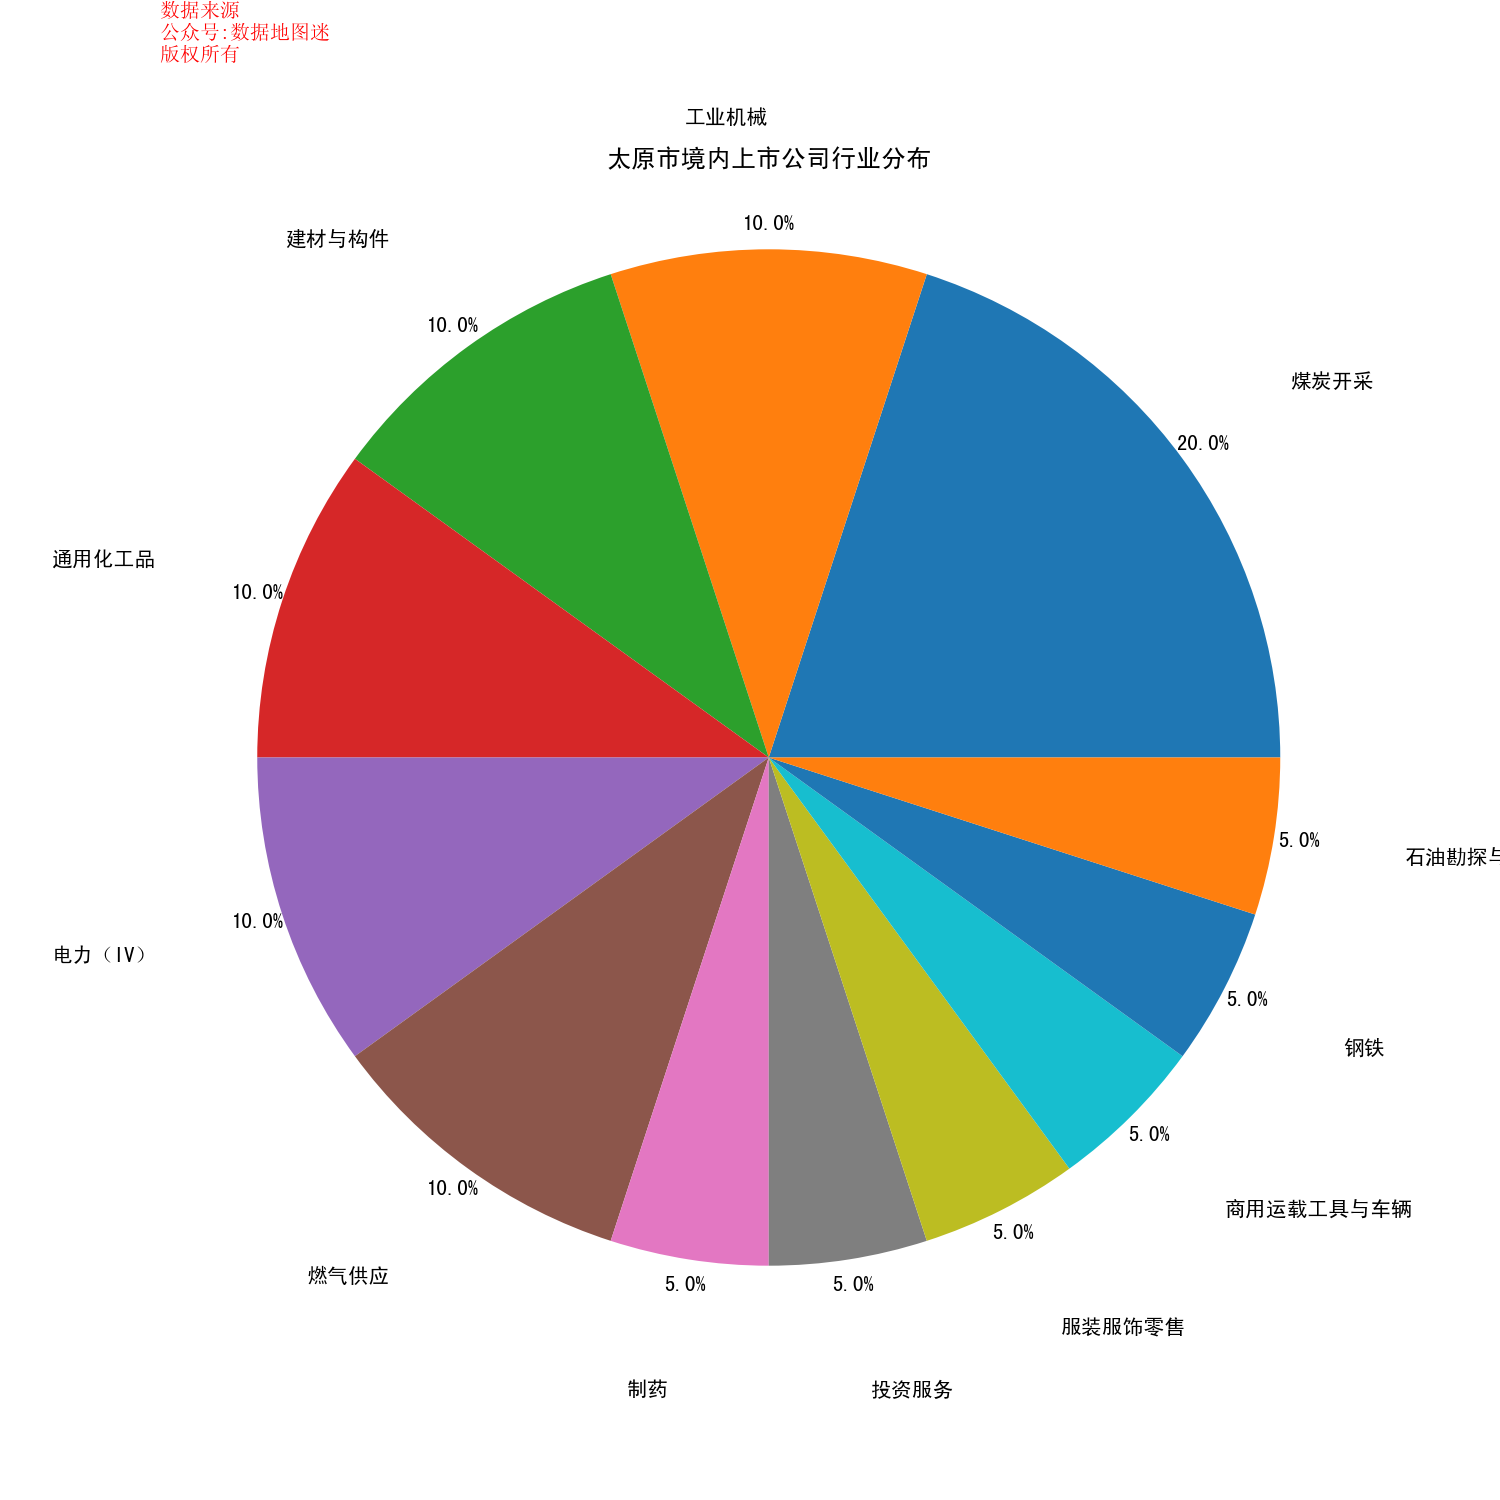 数据来源
公众号:数据地图迷
版权所有
工业机械
太原市境内上市公司行业分布
10.0%
建材与构件
10.0%
煤炭开采
20.0%
通用化工品
10.0%
石油勘探与
5.0%
电力（IV）
10.0%
钢铁
5.0%
商用运载工具与车辆
5.0%
燃气供应
10.0%
服装服饰零售
5.0%
制药
5.0%
投资服务
5.0%